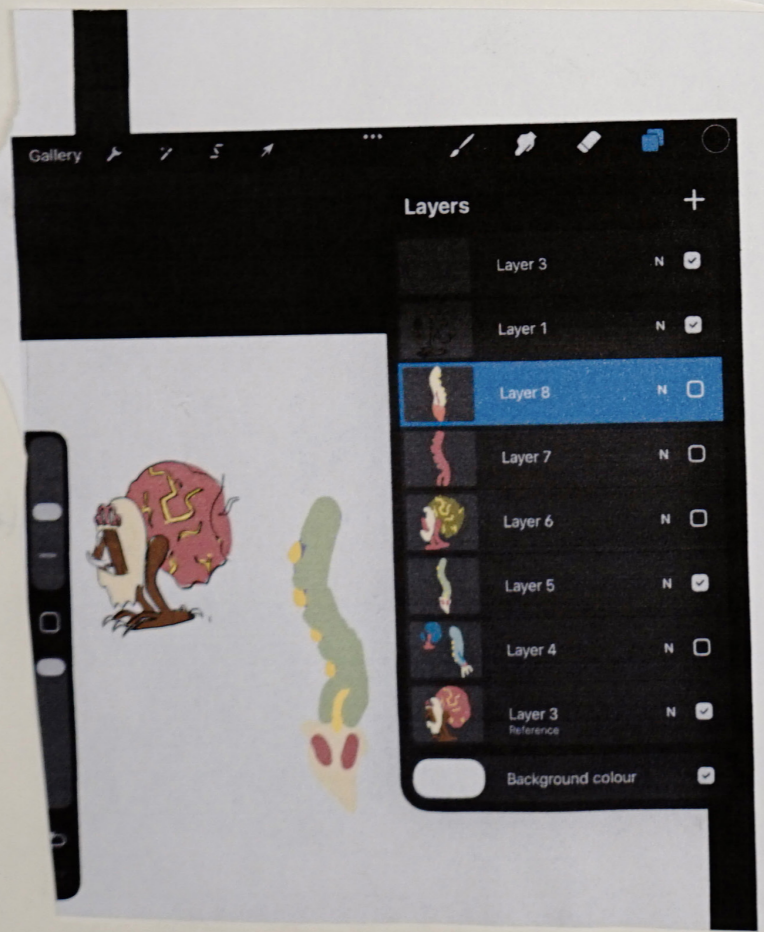 Gallery
Layers
Layer 3 N
Layer 1 N
Layer 8 N
Layer 7 N
Layer 6 N
Layer 5 N
Layer 4 N
Layer 3 N
Reference
Background colour